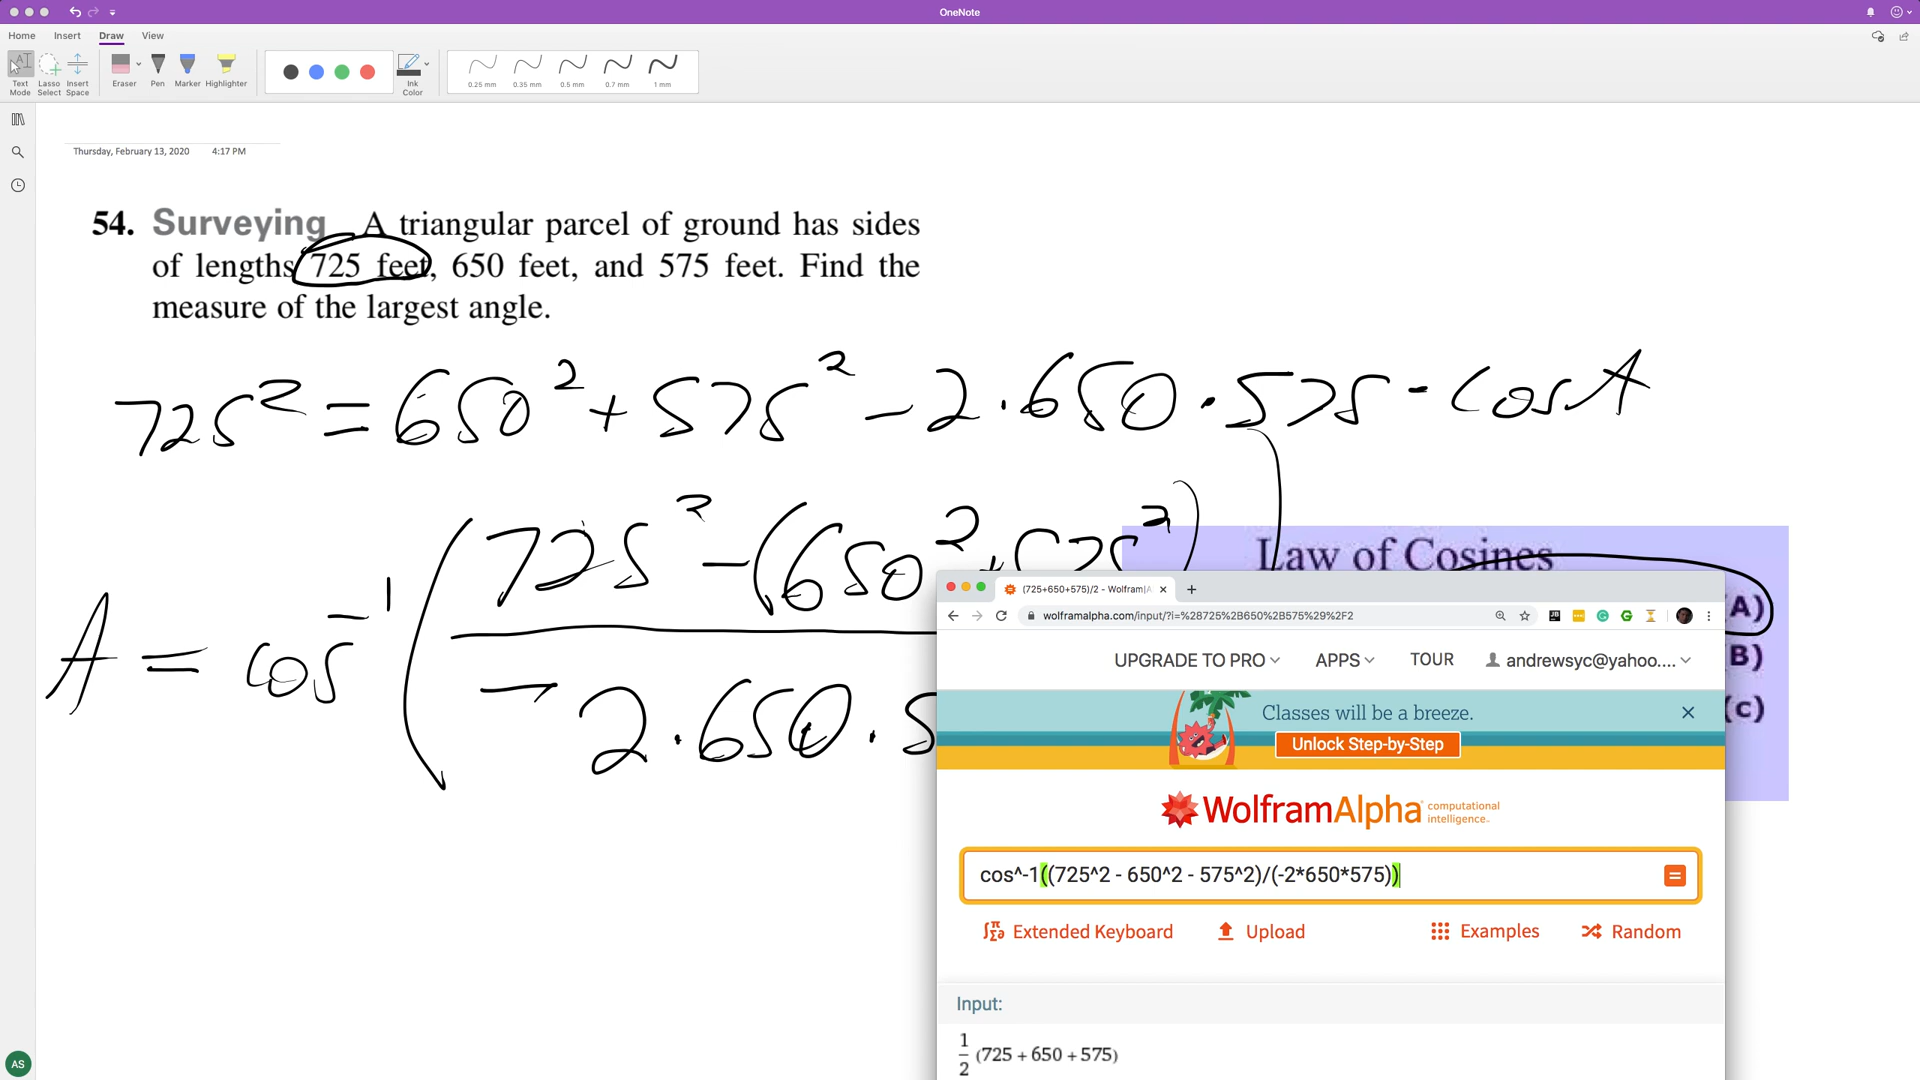 OneNote
Home Insert Draw View
Text Mode
Lasso Select
Insert Space
Eraser
Pen
Marker
Highlighter
Ink Color
0.25 mm
0.35 mm
0.5 mm
0.7 mm
1 mm
Thursday, February 13, 2020 4:17 PM
54. Surveying A triangular parcel of ground has sides
of lengths 725 feet, 650 feet, and 575 feet. Find the
measure of the largest angle.
725² = 650² + 575² - 2·650·575 · cos A
A = cos⁻¹(
725² - (650² + 575²)
-2·650·5
Law of Cosines
A)
B)
(c)
(725+650+575)/2 - Wolfram|A
wolframalpha.com/input/?i=%28725%2B650%2B575%29%2F2
UPGRADE TO PRO APPS TOUR andrewsyc@yahoo....
Classes will be a breeze.
Unlock Step-by-Step
WolframAlpha computational intelligence.
cos^-1((725^2 - 650^2 - 575^2)/(-2*650*575))
Extended Keyboard Upload Examples Random
Input:
1/2 (725 + 650 + 575)
AS